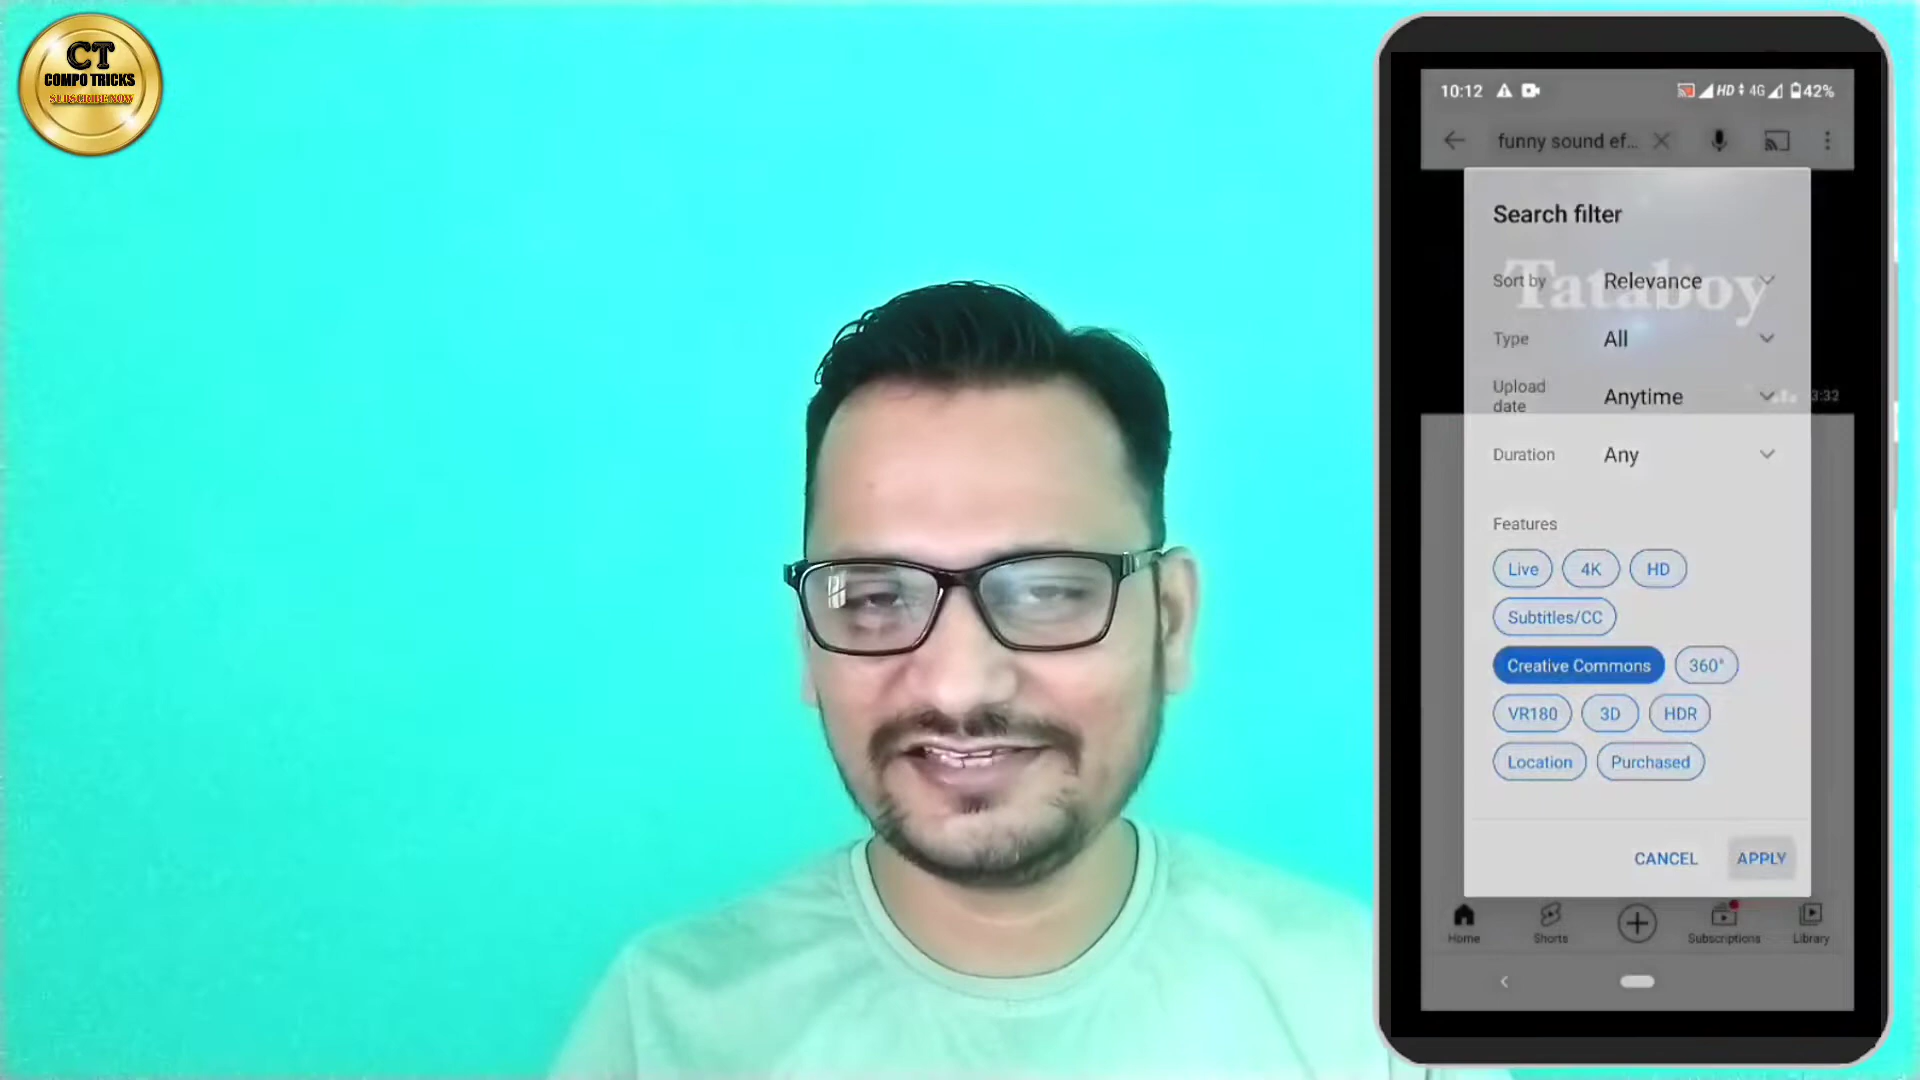 CT
COMPO TRICKS
SUBSCRIBE NOW
10:12 HD 4G 42%
funny sound ef...
Search filter
Tataboy
Sort by Relevance
Type All
Upload date Anytime
3:32
Duration Any
Features
Live 4K HD
Subtitles/CC
Creative Commons 360°
VR180 3D HDR
Location Purchased
CANCEL APPLY
Home Shorts Subscriptions Library